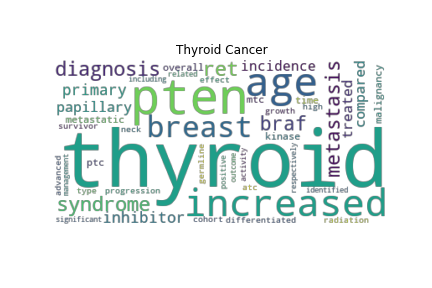 Thyroid Cancer
diagnosis overall ret incidence
related
including effect
primary pten age metastasis treated compared malignancy
papillary mtc time
growth high
metastatic breast braf
survivor neck kinase
thyroid
advanced management ptc germline positive outcome activity respectively
type progression atc identified
syndrome increased
significant inhibitor cohort differentiated radiation